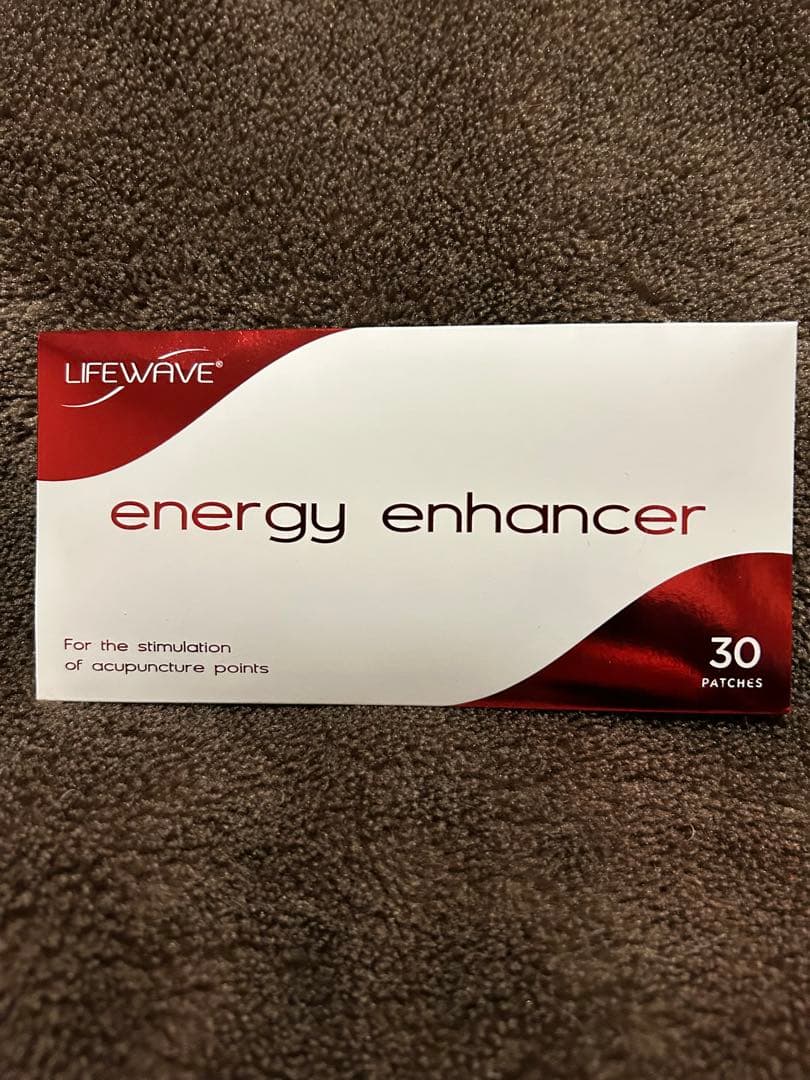 LIFEWAVE®
energy enhancer
For the stimulation
of acupuncture points
30
PATCHES